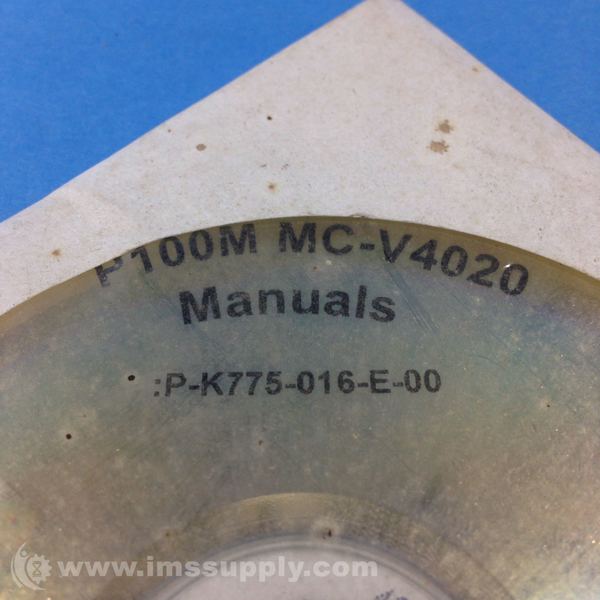 P100M MC-V4020
Manuals
:P-K775-016-E-00
www.imssupply.com